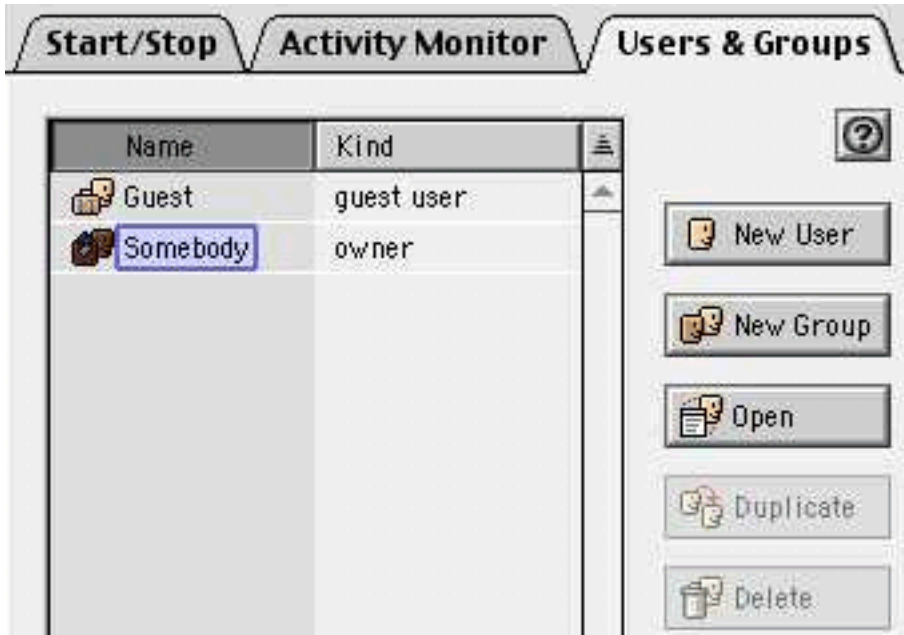 Start/Stop Activity Monitor Users & Groups
Name Kind
Guest guest user
Somebody owner
New User
New Group
Open
Duplicate
Delete